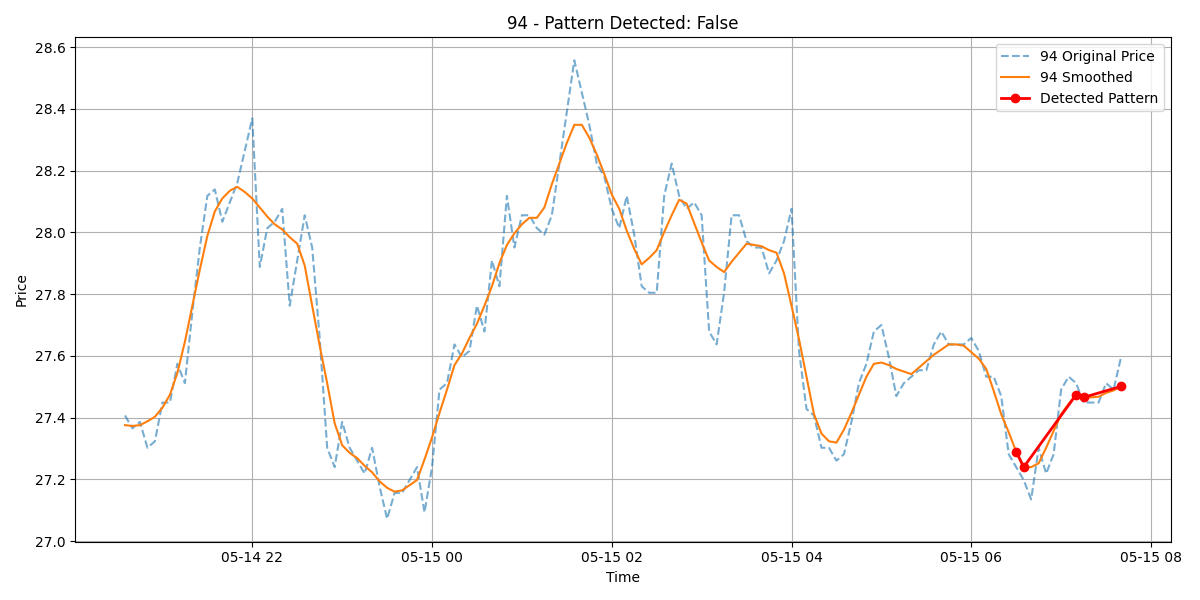 94 - Pattern Detected: False
94 Original Price
94 Smoothed
Detected Pattern
Price
28.6
28.4
28.2
28.0
27.8
27.6
27.4
27.2
27.0
05-14 22
05-15 00
05-15 02
05-15 04
05-15 06
05-15 08
Time